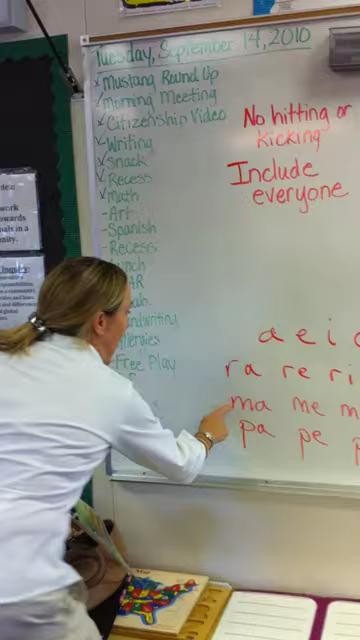 Tuesday, September 14, 2010
Mustang Round Up
Morning Meeting
Citizenship Video
Writing
Snack
Recess
Math
-Art
-Spanish
-Recess
Free Play
No hitting or
kicking
Include
everyone
a e i
ra re ri
ma me m
pa pe p